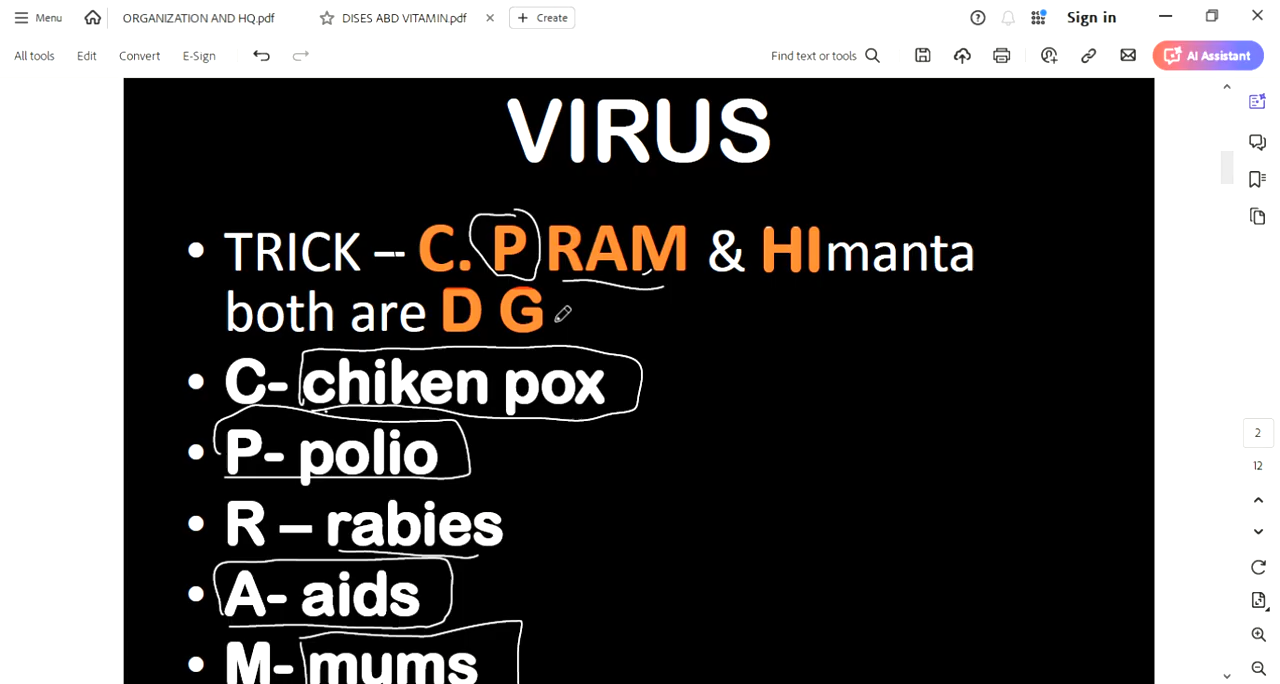 Menu
ORGANIZATION AND HQ.pdf
DISES ABD VITAMIN.pdf
Create
Sign in
All tools
Edit
Convert
E-Sign
Find text or tools
AI Assistant
VIRUS
• TRICK –- C. P RAM & HImanta
both are D G
• C- chiken pox
• P- polio
• R – rabies
• A- aids
• M- mums
2
12